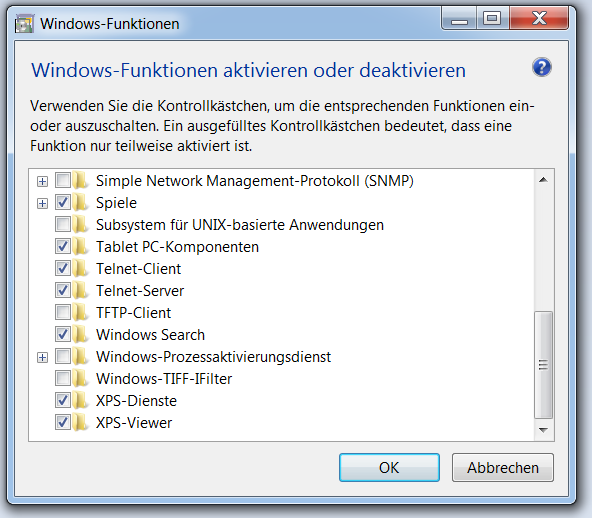 Windows-Funktionen
Windows-Funktionen aktivieren oder deaktivieren
Verwenden Sie die Kontrollkästchen, um die entsprechenden Funktionen ein-
oder auszuschalten. Ein ausgefülltes Kontrollkästchen bedeutet, dass eine
Funktion nur teilweise aktiviert ist.
Simple Network Management-Protokoll (SNMP)
Spiele
Subsystem für UNIX-basierte Anwendungen
Tablet PC-Komponenten
Telnet-Client
Telnet-Server
TFTP-Client
Windows Search
Windows-Prozessaktivierungsdienst
Windows-TIFF-IFilter
XPS-Dienste
XPS-Viewer
OK Abbrechen